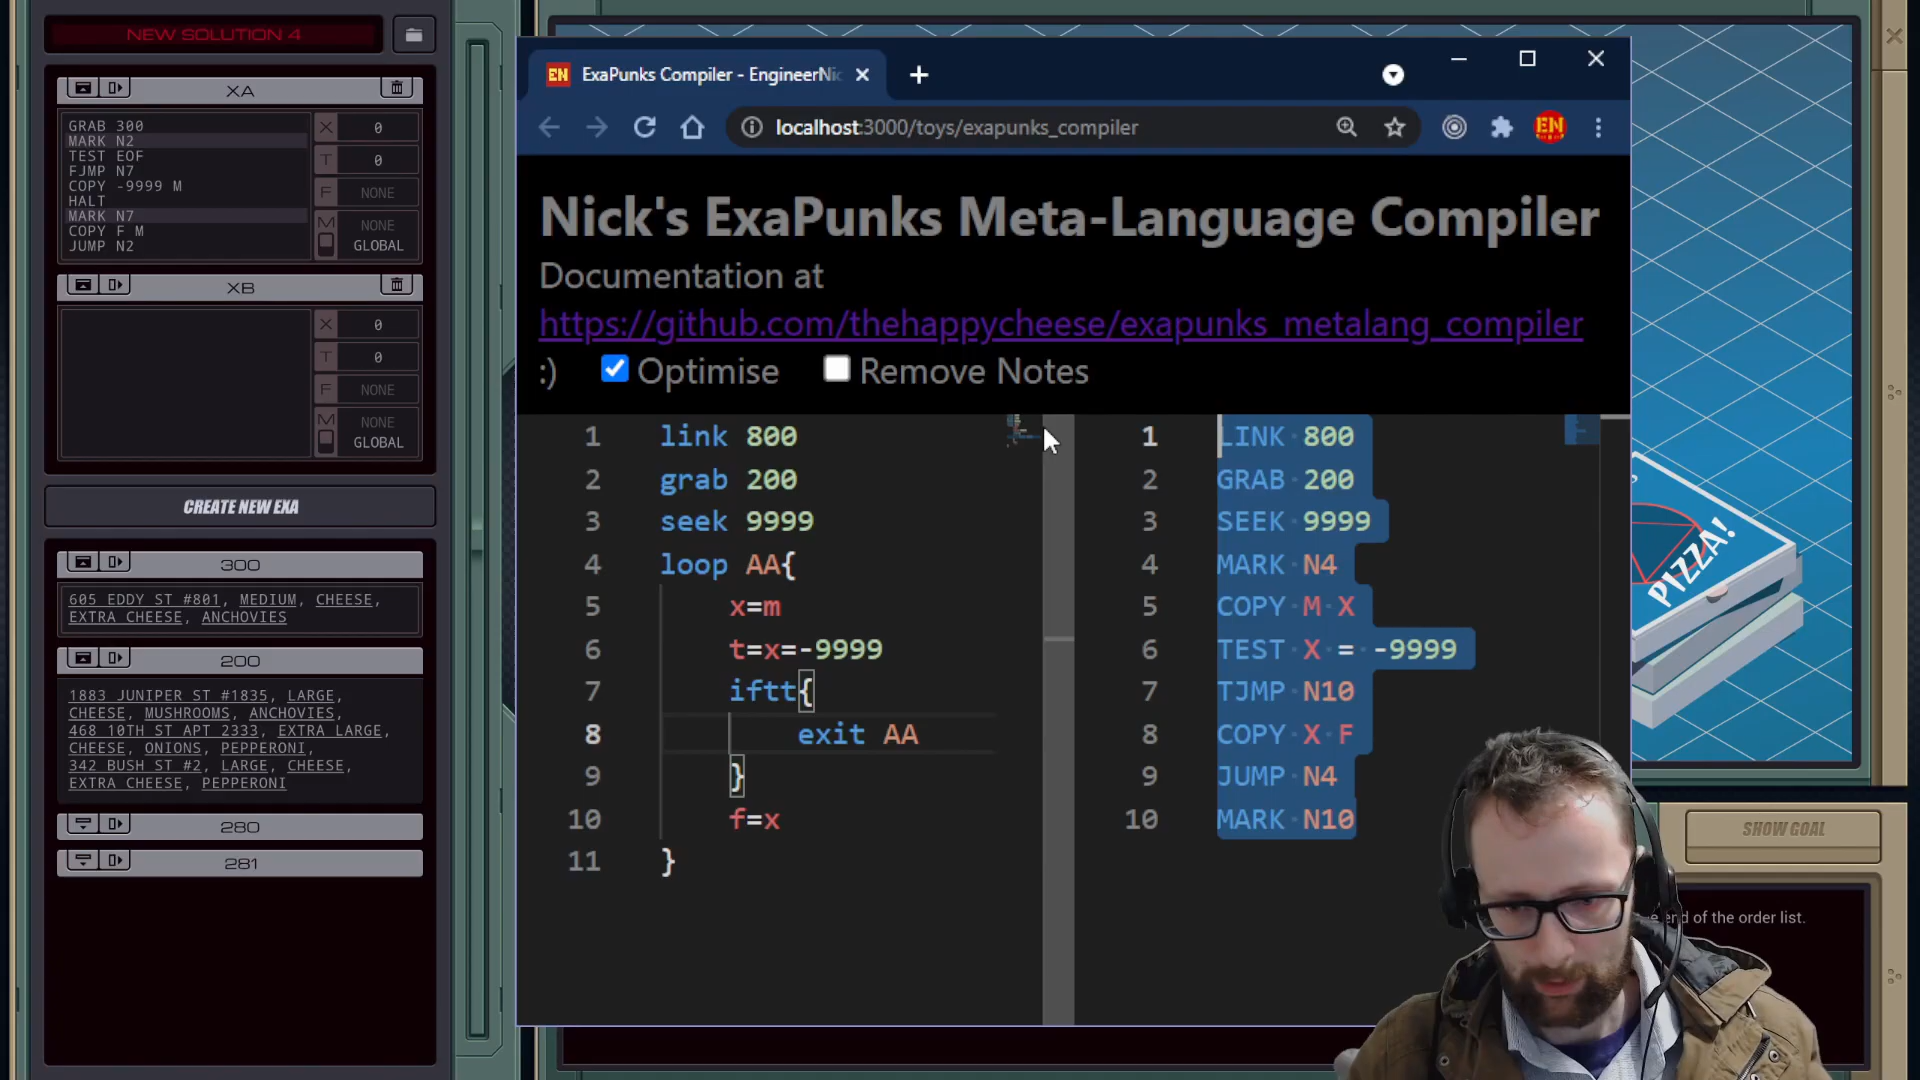 NEW SOLUTION 4
XA
GRAB 300
MARK N2
TEST EOF
FJMP N7
COPY -9999 M
HALT
MARK N7
COPY F M
JUMP N2
X 0
T 0
F NONE
M NONE
GLOBAL
XB
X 0
T 0
F NONE
M NONE
GLOBAL
CREATE NEW EXA
300
605 EDDY ST #801, MEDIUM, CHEESE,
EXTRA CHEESE, ANCHOVIES
200
1883 JUNIPER ST #1835, LARGE,
CHEESE, MUSHROOMS, ANCHOVIES,
468 10TH ST APT 2333, EXTRA LARGE,
CHEESE, ONIONS, PEPPERONI,
342 BUSH ST #2, LARGE, CHEESE,
EXTRA CHEESE, PEPPERONI
280
281
EN ExaPunks Compiler - EngineerNic
localhost:3000/toys/exapunks_compiler
EN
Nick's ExaPunks Meta-Language Compiler
Documentation at
https://github.com/thehappycheese/exapunks_metalang_compiler
:) Optimise Remove Notes
1 link 800
2 grab 200
3 seek 9999
4 loop AA{
5 x=m
6 t=x=-9999
7 iftt{
8 exit AA
9 }
10 f=x
11 }
1 LINK 800
2 GRAB 200
3 SEEK 9999
4 MARK N4
5 COPY M X
6 TEST X = -9999
7 TJMP N10
8 COPY X F
9 JUMP N4
10 MARK N10
PIZZA!
SHOW GOAL
end of the order list.